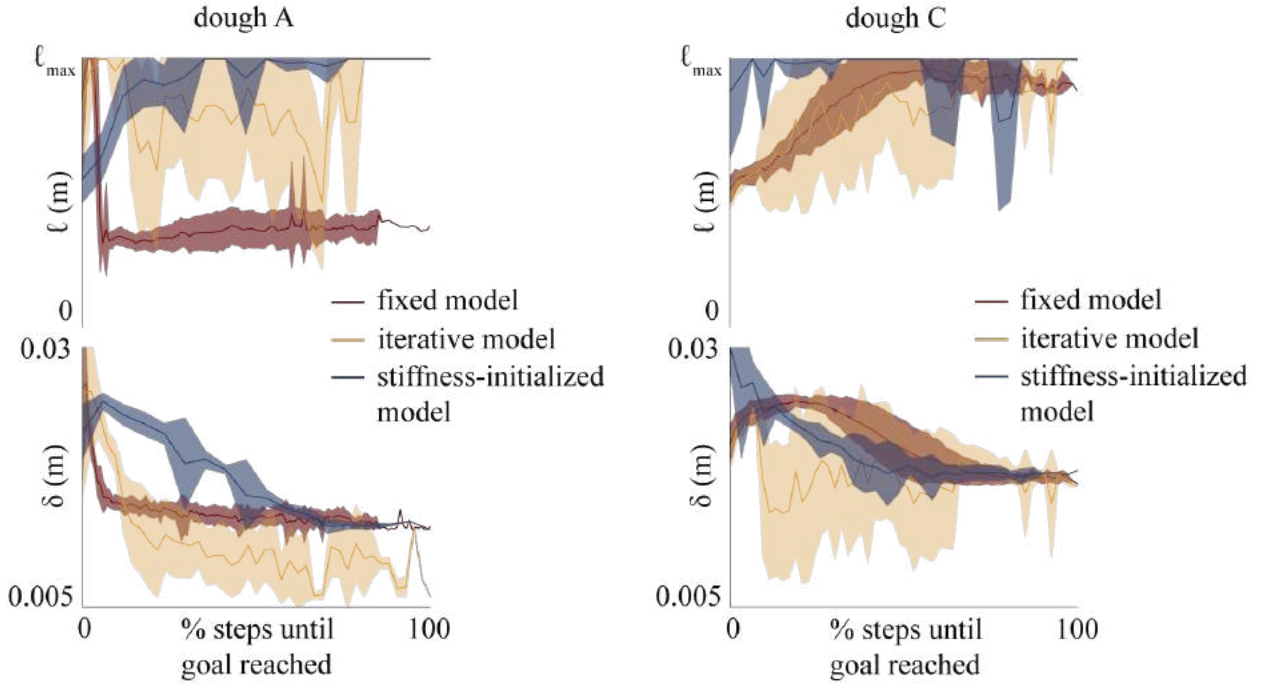 dough A
ℓmax
ℓ (m)
0
fixed model
iterative model
stiffness-initialized
model
0.03
δ (m)
0.005
0
% steps until
goal reached
100
dough C
ℓmax
ℓ (m)
0
fixed model
iterative model
stiffness-initialized
model
0.03
δ (m)
0.005
0
% steps until
goal reached
100